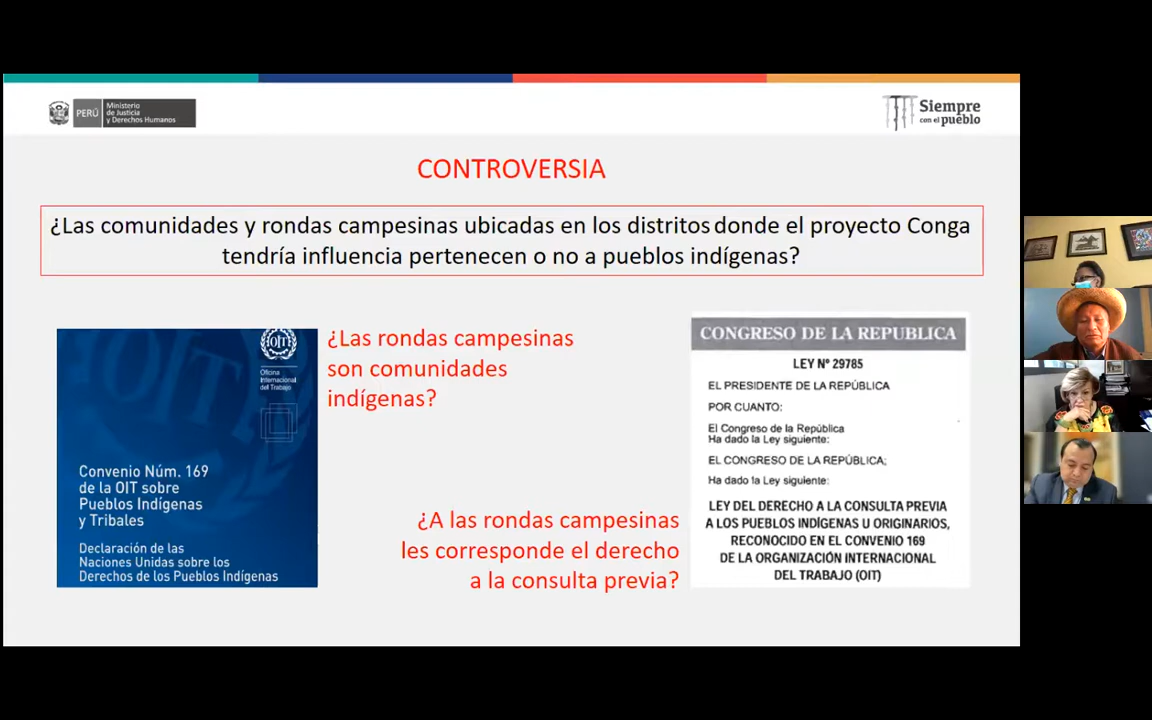 PERÚ
Ministerio
de Justicia
y Derechos Humanos
Siempre
con el pueblo
CONTROVERSIA
¿Las comunidades y rondas campesinas ubicadas en los distritos donde el proyecto Conga
tendría influencia pertenecen o no a pueblos indígenas?
OIT
Oficina
Internacional
del Trabajo
Convenio Núm. 169
de la OIT sobre
Pueblos Indígenas
y Tribales
Declaración de las
Naciones Unidas sobre los
Derechos de los Pueblos Indígenas
¿Las rondas campesinas
son comunidades
indígenas?
¿A las rondas campesinas
les corresponde el derecho
a la consulta previa?
CONGRESO DE LA REPUBLICA
LEY Nº 29785
EL PRESIDENTE DE LA REPÚBLICA
POR CUANTO:
El Congreso de la República
Ha dado la Ley siguiente:
EL CONGRESO DE LA REPÚBLICA;
Ha dado la Ley siguiente:
LEY DEL DERECHO A LA CONSULTA PREVIA
A LOS PUEBLOS INDÍGENAS U ORIGINARIOS,
RECONOCIDO EN EL CONVENIO 169
DE LA ORGANIZACIÓN INTERNACIONAL
DEL TRABAJO (OIT)